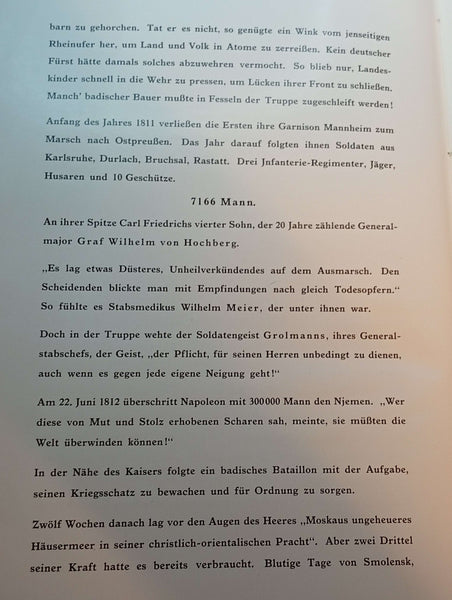 barn zu gehorchen. Tat er es nicht, so genügte ein Wink vom jenseitigen
Rheinufer her, um Land und Volk in Atome zu zerreißen. Kein deutscher
Fürst hätte damals solches abzuwehren vermocht. So blieb nur, Landes-
kinder schnell in die Wehr zu pressen, um Lücken ihrer Front zu schließen.
Manch' badischer Bauer mußte in Fesseln der Truppe zugeschleift werden!
Anfang des Jahres 1811 verließen die Ersten ihre Garnison Mannheim zum
Marsch nach Ostpreußen. Das Jahr darauf folgten ihnen Soldaten aus
Karlsruhe, Durlach, Bruchsal, Rastatt. Drei Jnfanterie-Regimenter, Jäger,
Husaren und 10 Geschütze.
7166 Mann.
An ihrer Spitze Carl Friedrichs vierter Sohn, der 20 Jahre zählende General-
major Graf Wilhelm von Hochberg.
„Es lag etwas Düsteres, Unheilverkündendes auf dem Ausmarsch. Den
Scheidenden blickte man mit Empfindungen nach gleich Todesopfern."
So fühlte es Stabsmedikus Wilhelm Meier, der unter ihnen war.
Doch in der Truppe wehte der Soldatengeist Grolmanns, ihres General-
stabschefs, der Geist, „der Pflicht, für seinen Herren unbedingt zu dienen,
auch wenn es gegen jede eigene Neigung geht!"
Am 22. Juni 1812 überschritt Napoleon mit 300000 Mann den Njemen. „Wer
diese von Mut und Stolz erhobenen Scharen sah, meinte, sie müßten die
Welt überwinden können!"
In der Nähe des Kaisers folgte ein badisches Bataillon mit der Aufgabe,
seinen Kriegsschatz zu bewachen und für Ordnung zu sorgen.
Zwölf Wochen danach lag vor den Augen des Heeres „Moskaus ungeheueres
Häusermeer in seiner christlich-orientalischen Pracht". Aber zwei Drittel
seiner Kraft hatte es bereits verbraucht. Blutige Tage von Smolensk,